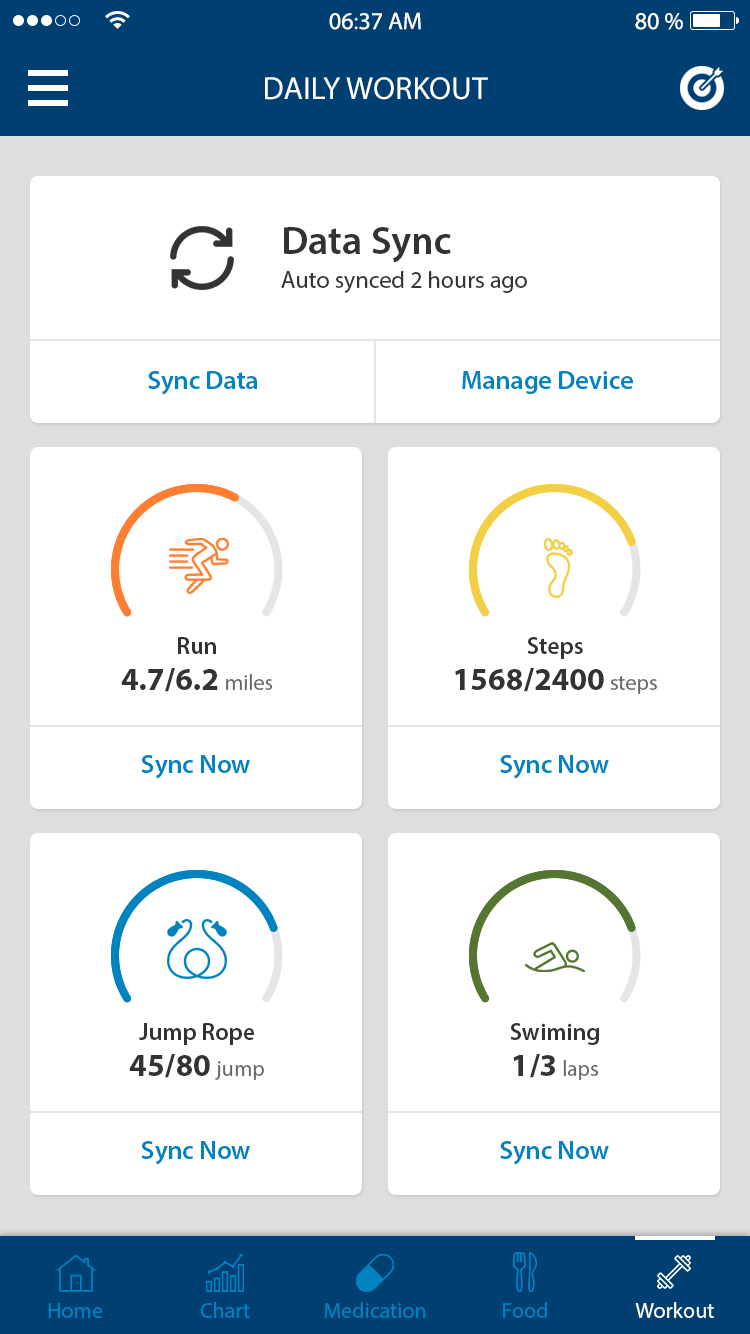 06:37 AM
80 %
DAILY WORKOUT
Data Sync
Auto synced 2 hours ago
Sync Data
Manage Device
Run
4.7/6.2 miles
Sync Now
Steps
1568/2400 steps
Sync Now
Jump Rope
45/80 jump
Sync Now
Swiming
1/3 laps
Sync Now
Home
Chart
Medication
Food
Workout